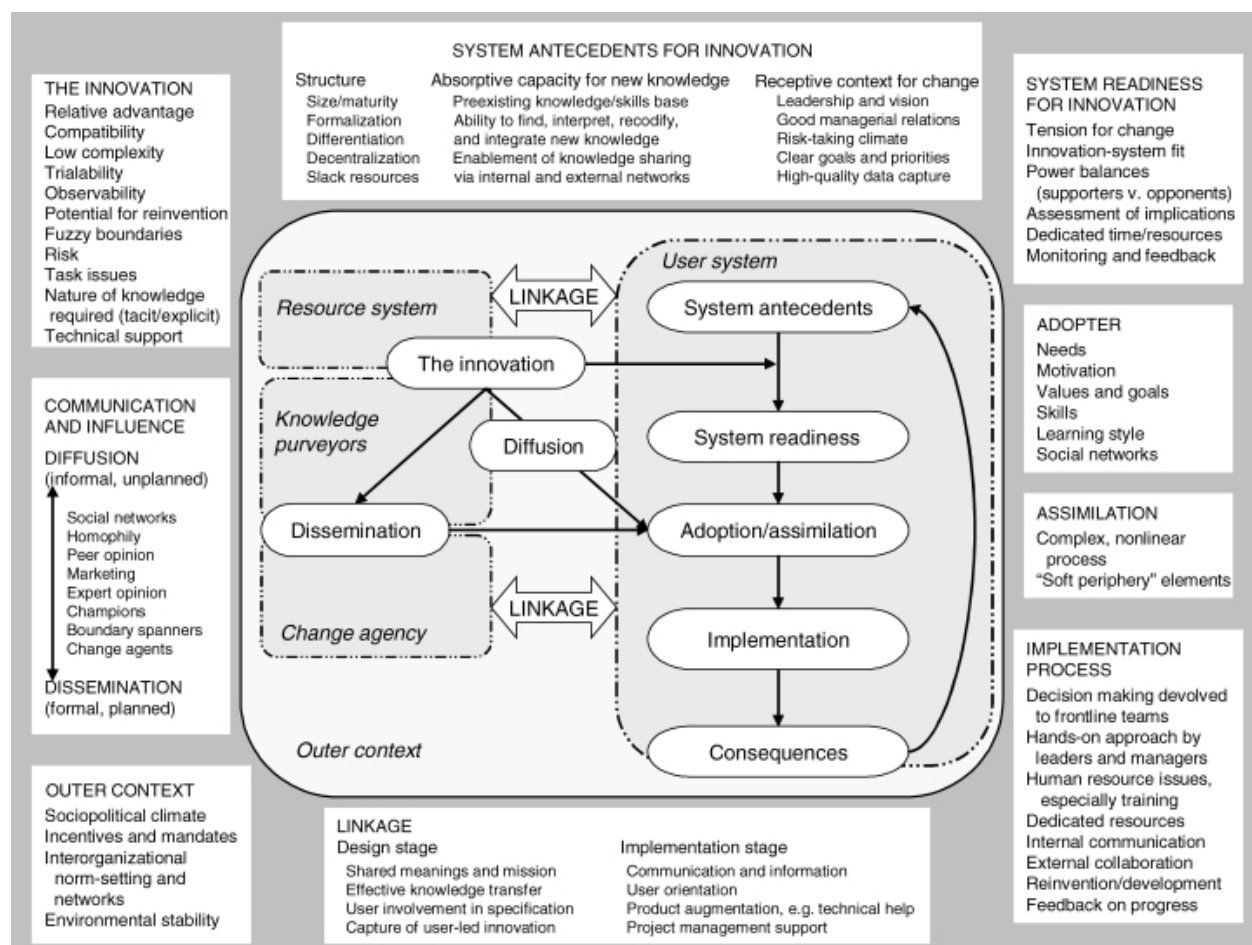 SYSTEM ANTECEDENTS FOR INNOVATION
Structure
Size/maturity
Formalization
Differentiation
Decentralization
Slack resources
Absorptive capacity for new knowledge
Preexisting knowledge/skills base
Ability to find, interpret, recodify,
and integrate new knowledge
Enablement of knowledge sharing
via internal and external networks
Receptive context for change
Leadership and vision
Good managerial relations
Risk-taking climate
Clear goals and priorities
High-quality data capture
THE INNOVATION
Relative advantage
Compatibility
Low complexity
Trialability
Observability
Potential for reinvention
Fuzzy boundaries
Risk
Task issues
Nature of knowledge
required (tacit/explicit)
Technical support
COMMUNICATION
AND INFLUENCE
DIFFUSION
(informal, unplanned)
Social networks
Homophily
Peer opinion
Marketing
Expert opinion
Champions
Boundary spanners
Change agents
DISSEMINATION
(formal, planned)
OUTER CONTEXT
Sociopolitical climate
Incentives and mandates
Interorganizational
norm-setting and
networks
Environmental stability
Resource system
LINKAGE
User system
System antecedents
The innovation
Knowledge
purveyors
Diffusion
System readiness
Dissemination
Adoption/assimilation
Change agency
LINKAGE
Implementation
Outer context
Consequences
SYSTEM READINESS
FOR INNOVATION
Tension for change
Innovation-system fit
Power balances
(supporters v. opponents)
Assessment of implications
Dedicated time/resources
Monitoring and feedback
ADOPTER
Needs
Motivation
Values and goals
Skills
Learning style
Social networks
ASSIMILATION
Complex, nonlinear
process
“Soft periphery” elements
IMPLEMENTATION
PROCESS
Decision making devolved
to frontline teams
Hands-on approach by
leaders and managers
Human resource issues,
especially training
Dedicated resources
Internal communication
External collaboration
Reinvention/development
Feedback on progress
LINKAGE
Design stage
Shared meanings and mission
Effective knowledge transfer
User involvement in specification
Capture of user-led innovation
Implementation stage
Communication and information
User orientation
Product augmentation, e.g. technical help
Project management support